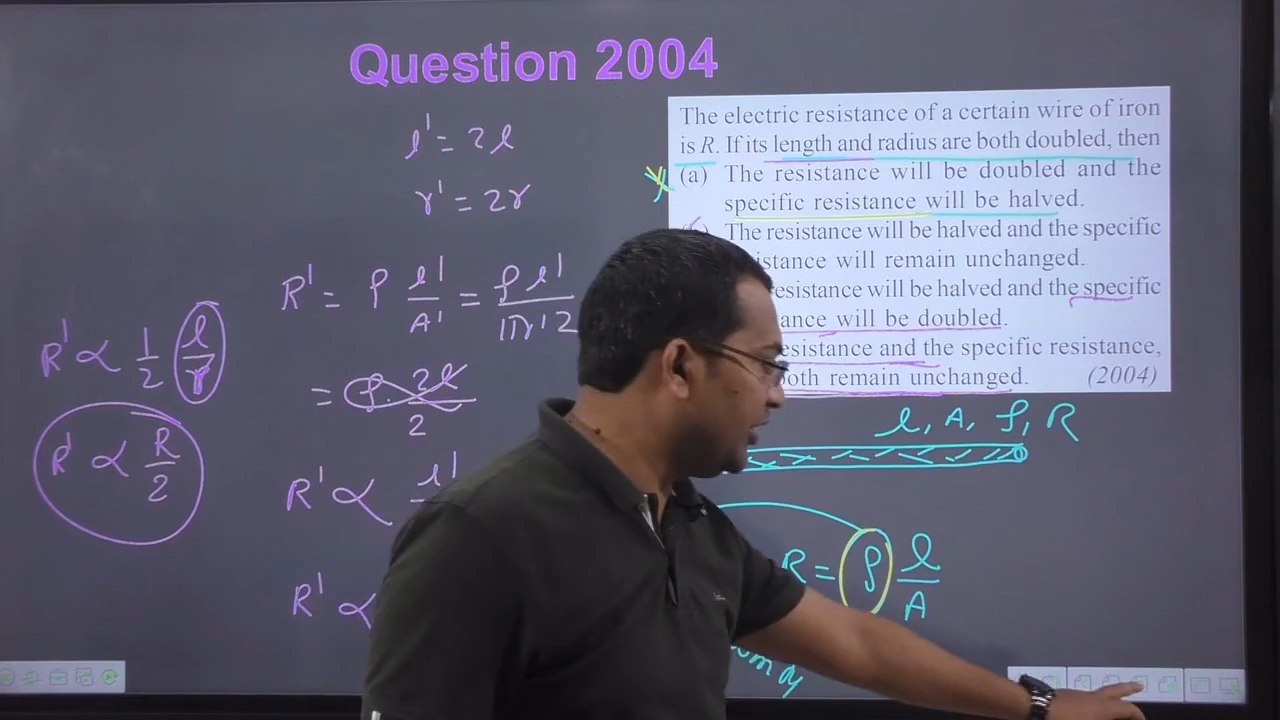 Question 2004
The electric resistance of a certain wire of iron
is R. If its length and radius are both doubled, then
(a) The resistance will be doubled and the
specific resistance will be halved.
The resistance will be halved and the specific
will remain unchanged.
will be halved and the specific
will be doubled.
and the specific resistance,
both remain unchanged. (2004)
l' = 2l
r' = 2r
R' = ρ l'/A' = ρ l'/πr'2
= ρ. 2l/2
R' ∝ l'
R' ∝
R' ∝ 1/2 l/r
R' ∝ R/2
l, A, ρ, R
R = ρ l/A